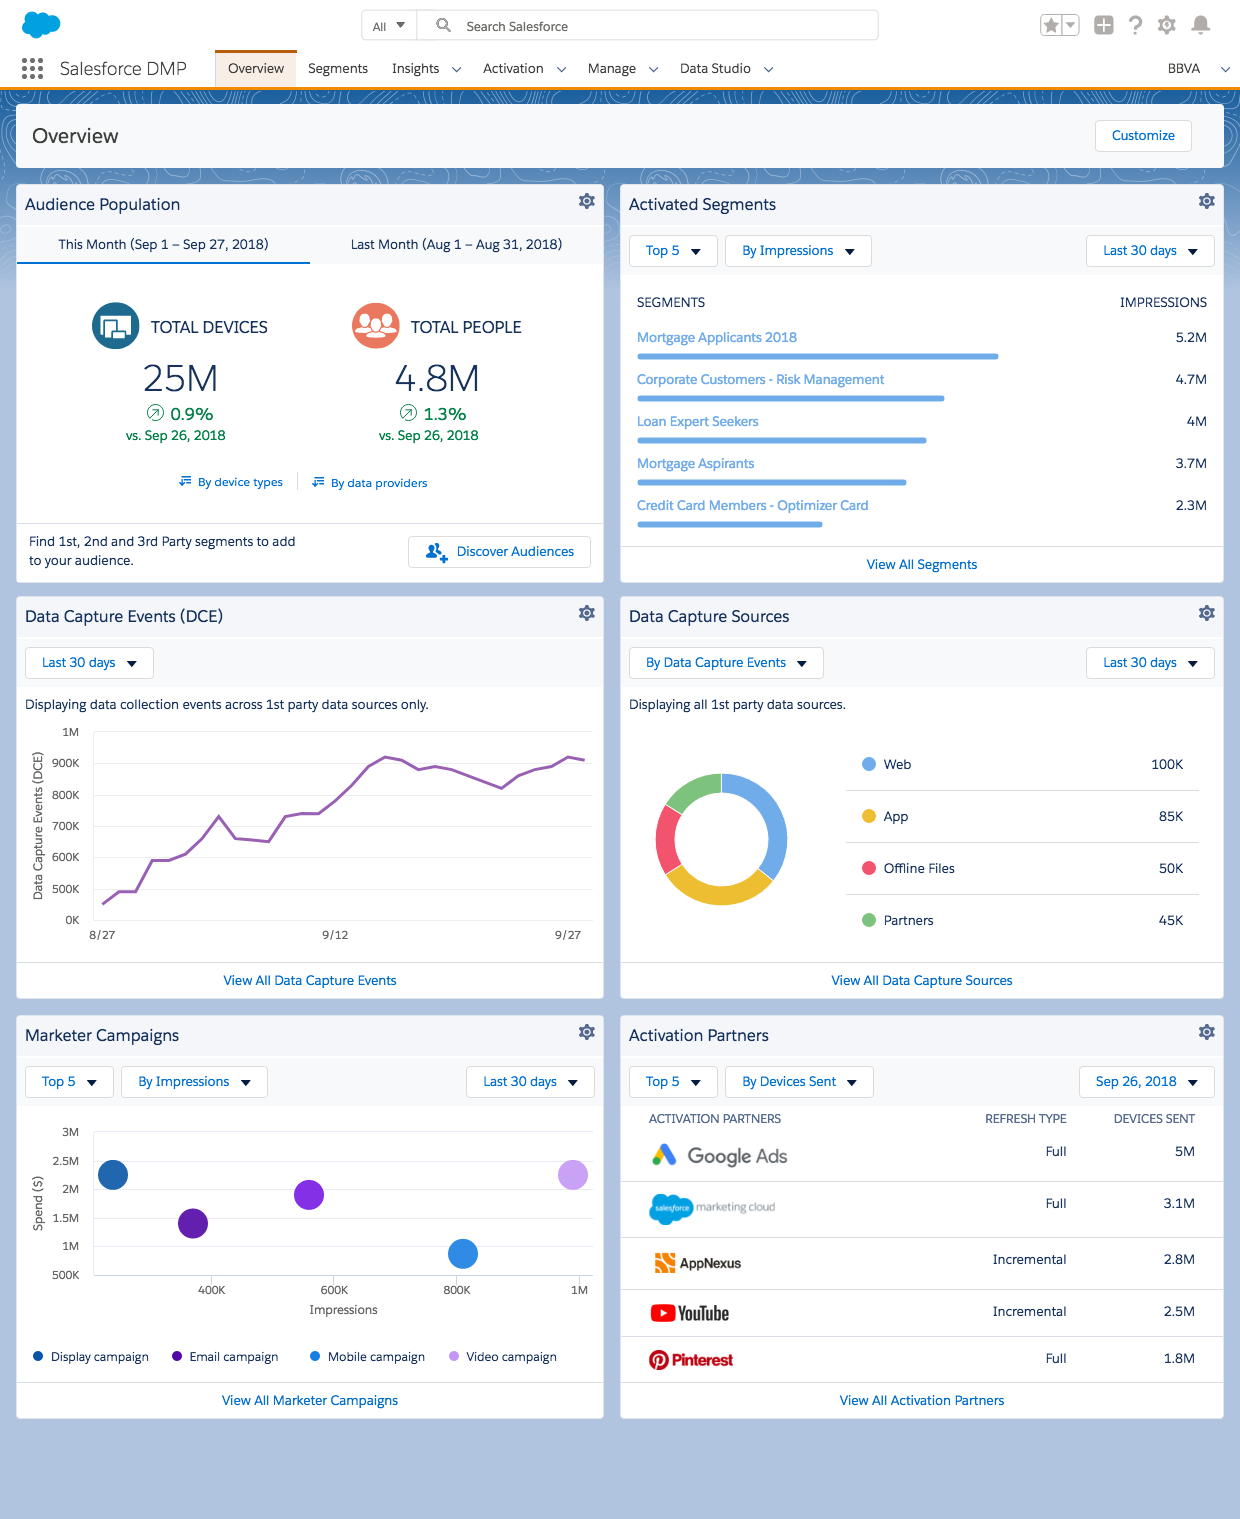 All
Search Salesforce
Salesforce DMP
Overview
Segments
Insights
Activation
Manage
Data Studio
BBVA
Overview
Customize
Audience Population
This Month (Sep 1 – Sep 27, 2018)
Last Month (Aug 1 – Aug 31, 2018)
TOTAL DEVICES
25M
0.9%
vs. Sep 26, 2018
TOTAL PEOPLE
4.8M
1.3%
vs. Sep 26, 2018
By device types
By data providers
Find 1st, 2nd and 3rd Party segments to add
to your audience.
Discover Audiences
Activated Segments
Top 5
By Impressions
Last 30 days
SEGMENTS IMPRESSIONS
Mortgage Applicants 2018 5.2M
Corporate Customers - Risk Management 4.7M
Loan Expert Seekers 4M
Mortgage Aspirants 3.7M
Credit Card Members - Optimizer Card 2.3M
View All Segments
Data Capture Events (DCE)
Last 30 days
Displaying data collection events across 1st party data sources only.
Data Capture Events (DCE)
1M
900K
800K
700K
600K
500K
0K
8/27 9/12 9/27
View All Data Capture Events
Data Capture Sources
By Data Capture Events
Last 30 days
Displaying all 1st party data sources.
Web 100K
App 85K
Offline Files 50K
Partners 45K
View All Data Capture Sources
Marketer Campaigns
Top 5
By Impressions
Last 30 days
Spend ($)
3M
2.5M
2M
1.5M
1M
500K
400K 600K 800K 1M
Impressions
Display campaign Email campaign Mobile campaign Video campaign
View All Marketer Campaigns
Activation Partners
Top 5
By Devices Sent
Sep 26, 2018
ACTIVATION PARTNERS REFRESH TYPE DEVICES SENT
Google Ads Full 5M
salesforce marketing cloud Full 3.1M
AppNexus Incremental 2.8M
YouTube Incremental 2.5M
Pinterest Full 1.8M
View All Activation Partners